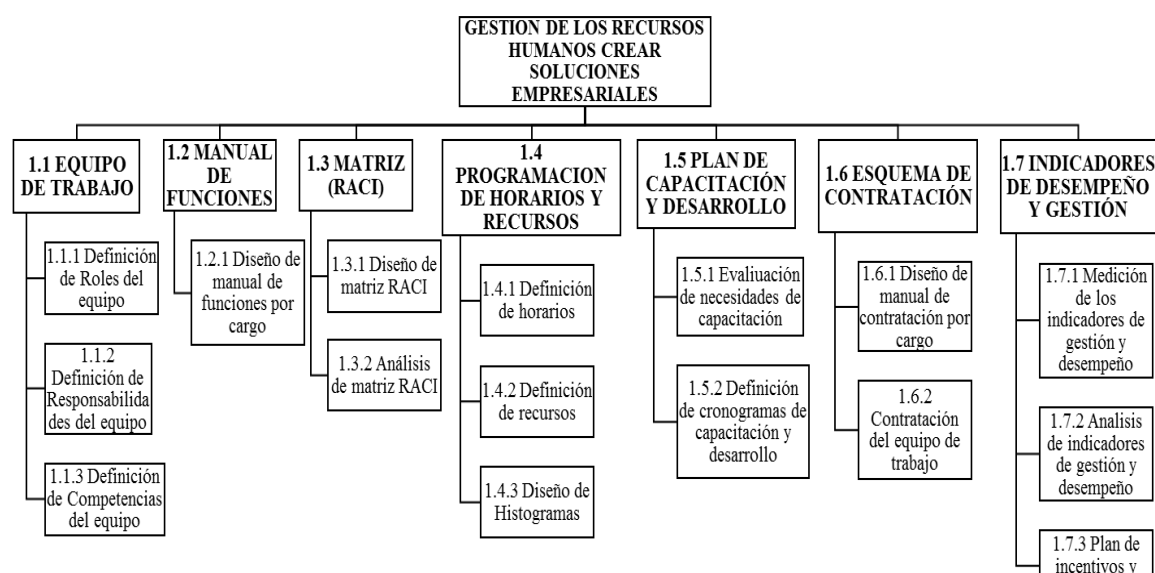 GESTION DE LOS RECURSOS
HUMANOS CREAR
SOLUCIONES
EMPRESARIALES
1.1 EQUIPO
DE TRABAJO
1.1.1 Definición
de Roles del
equipo
1.1.2
Definición de
Responsabilida
des del equipo
1.1.3 Definición
de Competencias
del equipo
1.2 MANUAL
DE
FUNCIONES
1.2.1 Diseño de
manual de
funciones por
cargo
1.3 MATRIZ
(RACI)
1.3.1 Diseño de
matriz RACI
1.3.2 Análisis
de matriz RACI
1.4
PROGRAMACION
DE HORARIOS Y
RECURSOS
1.4.1 Definición
de horarios
1.4.2 Definición
de recursos
1.4.3 Diseño de
Histogramas
1.5 PLAN DE
CAPACITACIÓN
Y DESARROLLO
1.5.1 Evaliuación
de necesidades de
capacitación
1.5.2 Definición
de cronogramas de
capacitación y
desarrollo
1.6 ESQUEMA DE
CONTRATACIÓN
1.6.1 Diseño de
manual de
contratación por
cargo
1.6.2
Contratación
del equipo de
trabajo
1.7 INDICADORES
DE DESEMPEÑO
Y GESTIÓN
1.7.1 Medición
de los
indicadores de
gestión y
desempeño
1.7.2 Analisis
de indicadores
de gestión y
desempeño
1.7.3 Plan de
incentivos y